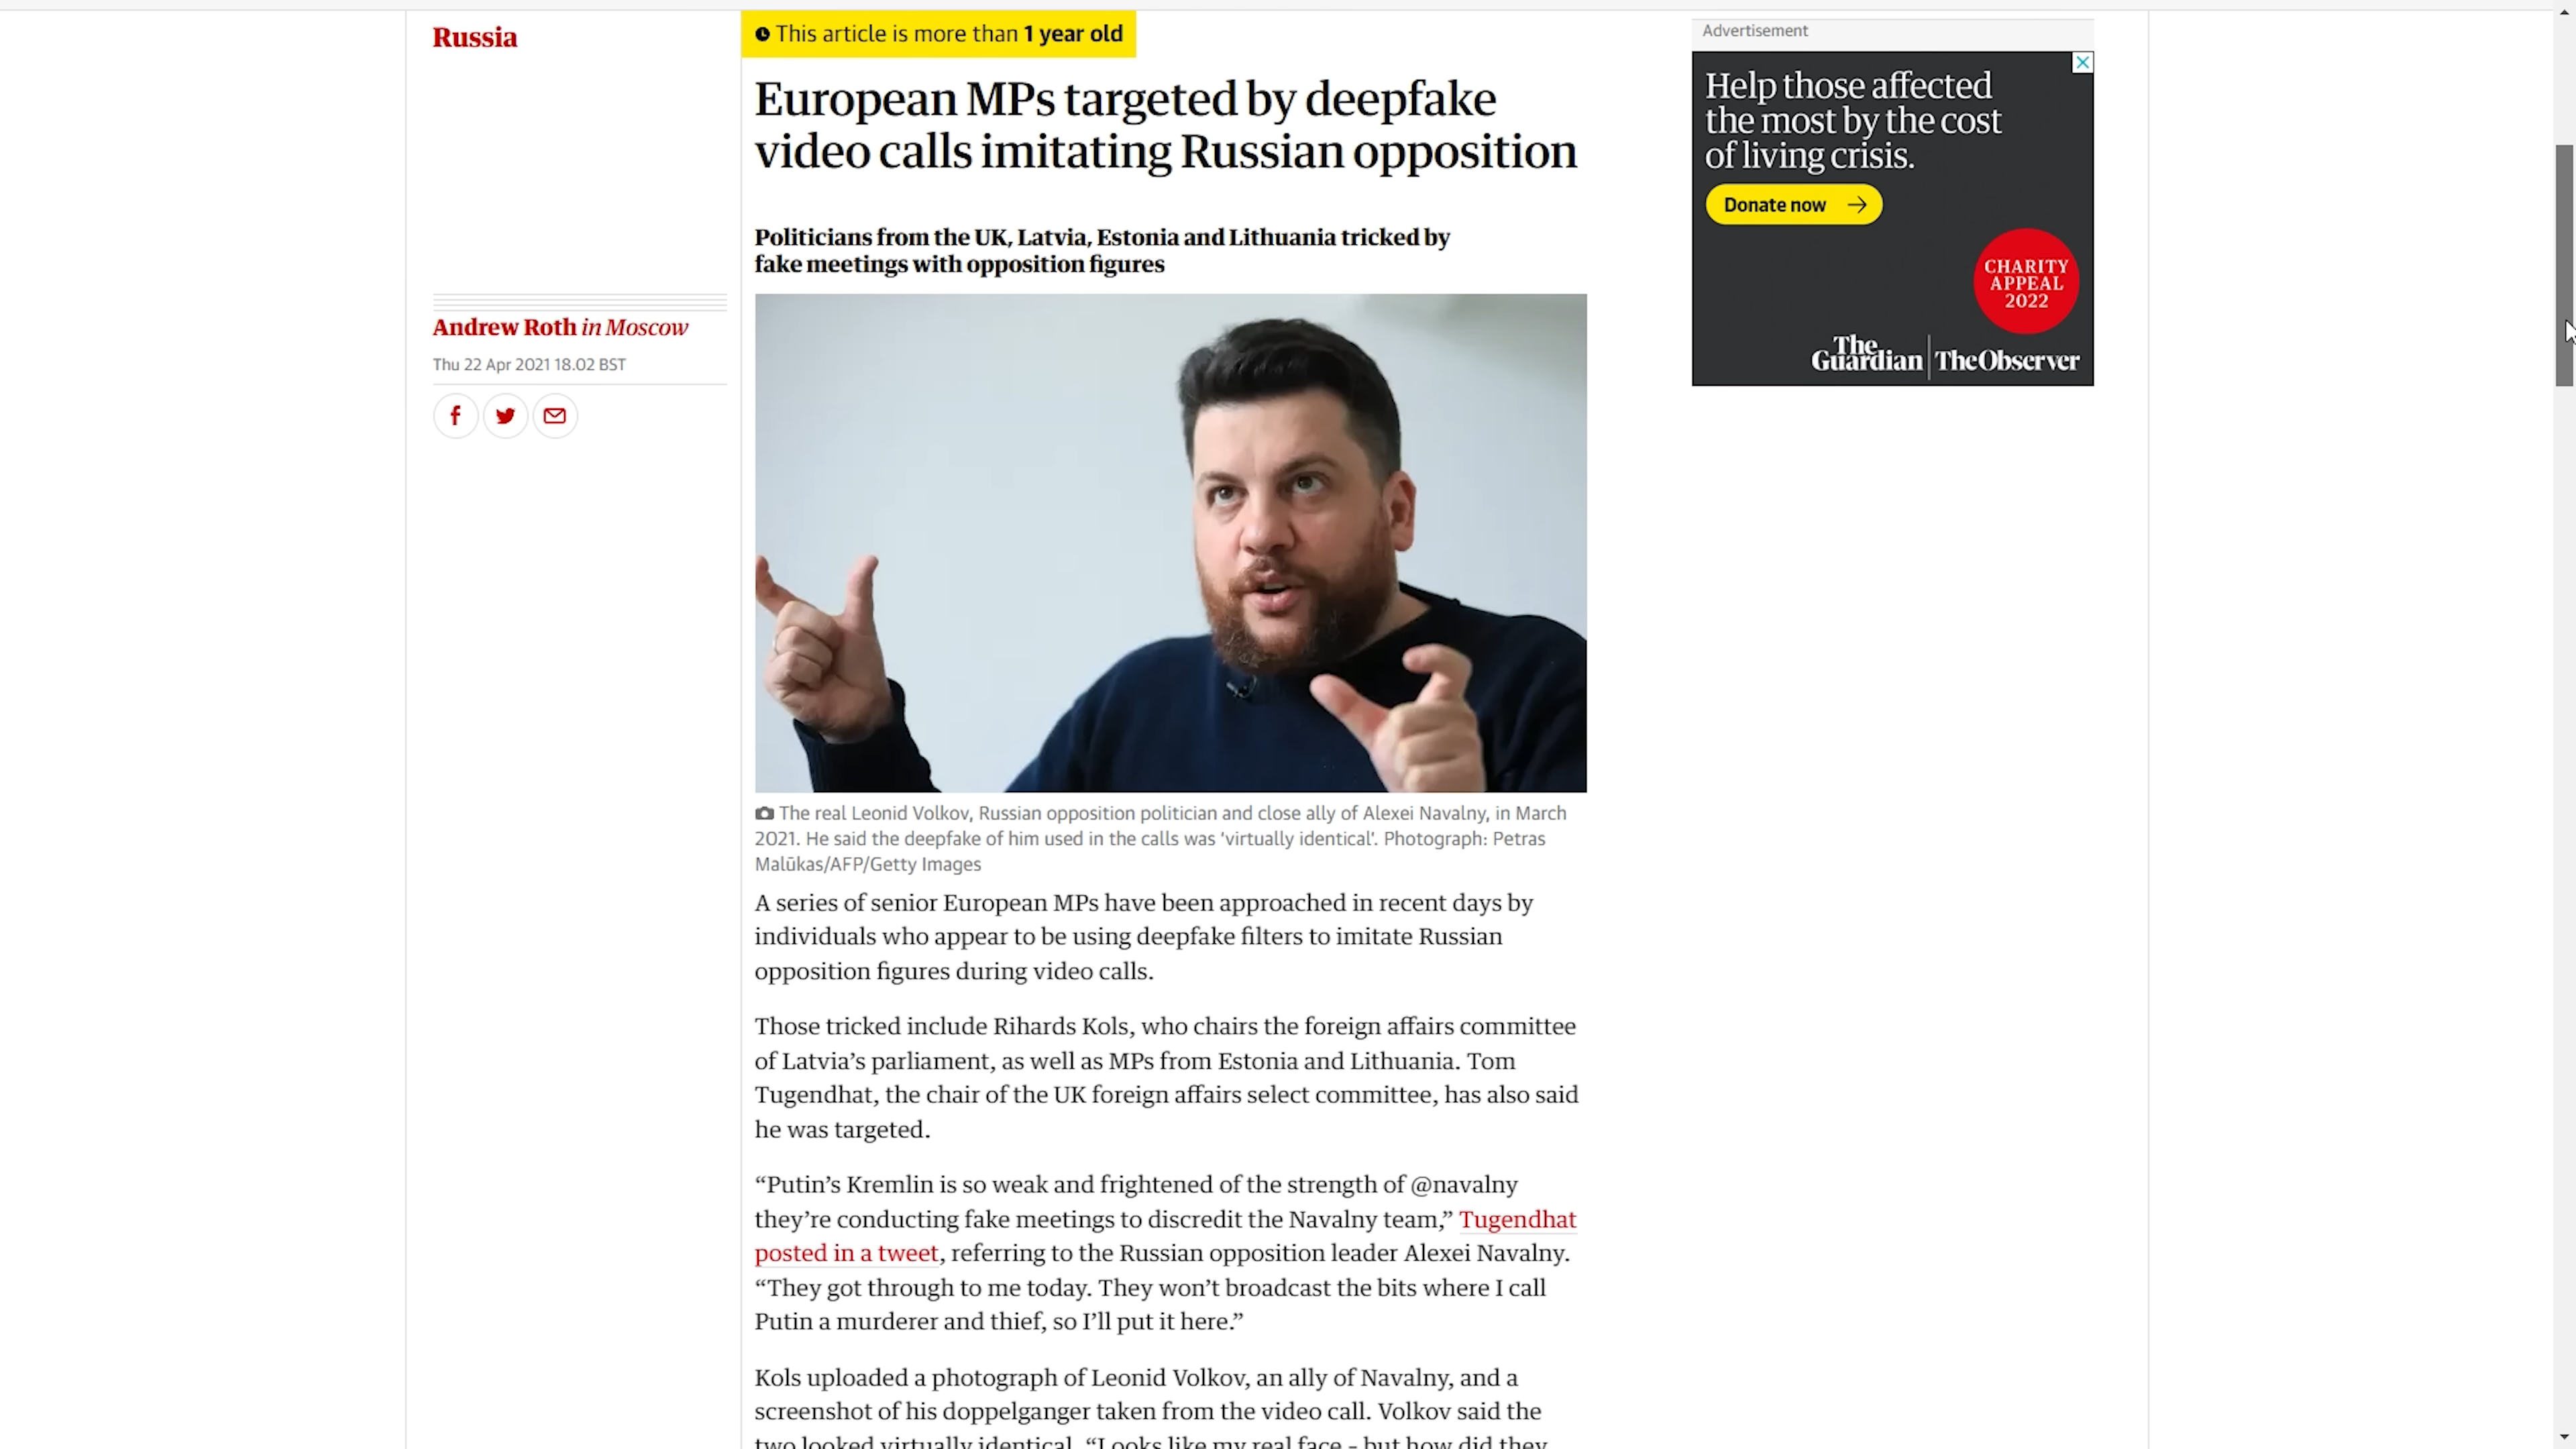 Russia
This article is more than 1 year old
European MPs targeted by deepfake
video calls imitating Russian opposition
Politicians from the UK, Latvia, Estonia and Lithuania tricked by
fake meetings with opposition figures
Andrew Roth in Moscow
Thu 22 Apr 2021 18.02 BST
The real Leonid Volkov, Russian opposition politician and close ally of Alexei Navalny, in March
2021. He said the deepfake of him used in the calls was ‘virtually identical’. Photograph: Petras
Malūkas/AFP/Getty Images
A series of senior European MPs have been approached in recent days by
individuals who appear to be using deepfake filters to imitate Russian
opposition figures during video calls.
Those tricked include Rihards Kols, who chairs the foreign affairs committee
of Latvia’s parliament, as well as MPs from Estonia and Lithuania. Tom
Tugendhat, the chair of the UK foreign affairs select committee, has also said
he was targeted.
“Putin’s Kremlin is so weak and frightened of the strength of @navalny
they’re conducting fake meetings to discredit the Navalny team,” Tugendhat
posted in a tweet, referring to the Russian opposition leader Alexei Navalny.
“They got through to me today. They won’t broadcast the bits where I call
Putin a murderer and thief, so I’ll put it here.”
Kols uploaded a photograph of Leonid Volkov, an ally of Navalny, and a
screenshot of his doppelganger taken from the video call. Volkov said the
two looked virtually identical. “Looks like my real face – but how did they
Advertisement
Help those affected
the most by the cost
of living crisis.
Donate now
CHARITY
APPEAL
2022
The Guardian | The Observer